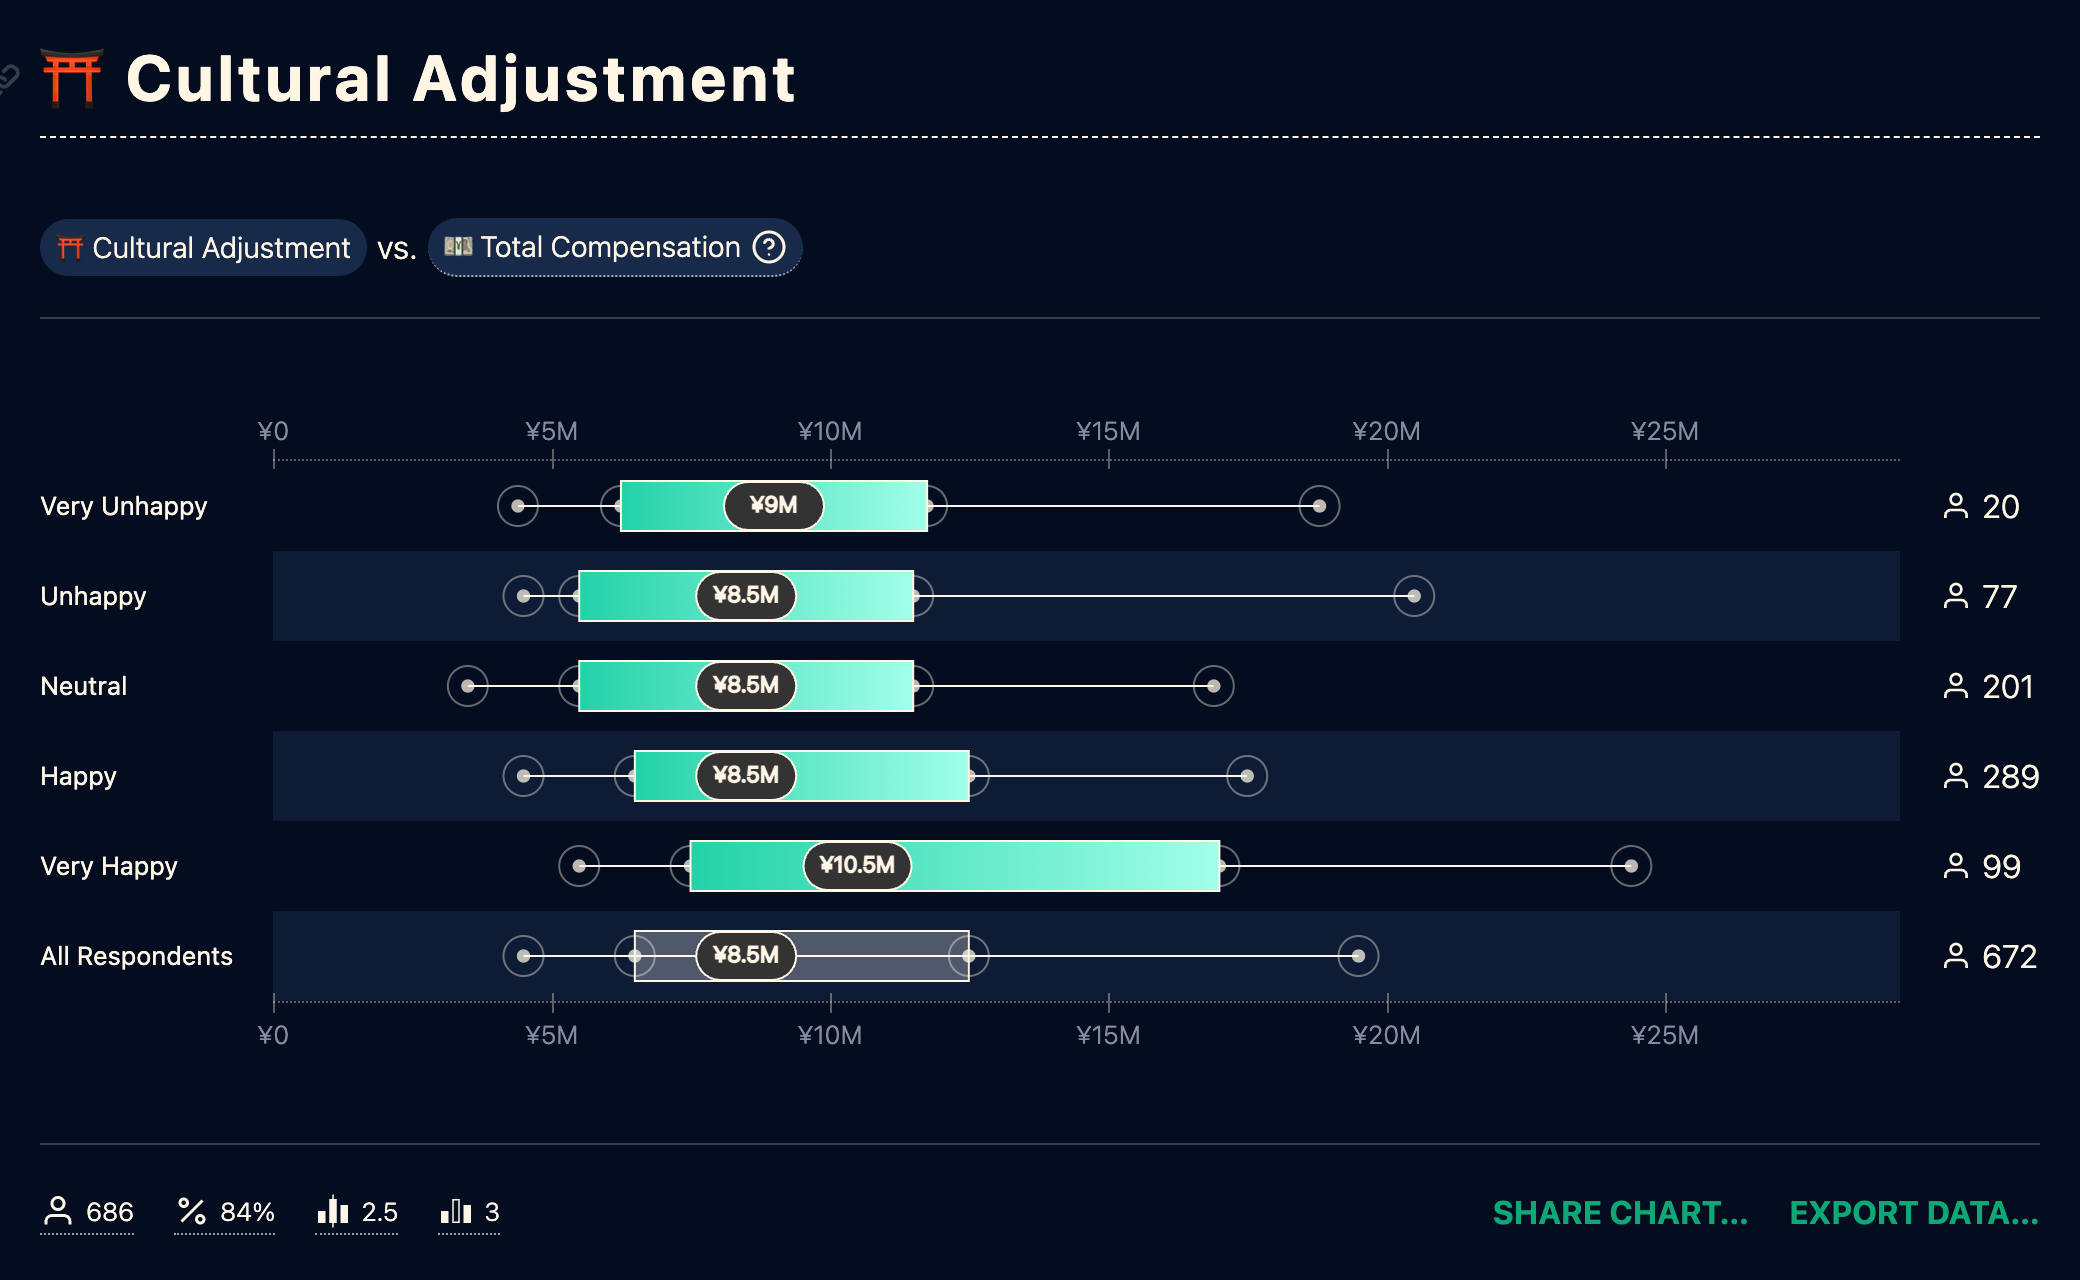 Cultural Adjustment
Cultural Adjustment vs. Total Compensation ?
¥0 ¥5M ¥10M ¥15M ¥20M ¥25M
Very Unhappy ¥9M 20
Unhappy ¥8.5M 77
Neutral ¥8.5M 201
Happy ¥8.5M 289
Very Happy ¥10.5M 99
All Respondents ¥8.5M 672
¥0 ¥5M ¥10M ¥15M ¥20M ¥25M
686 % 84% 2.5 3 SHARE CHART... EXPORT DATA...